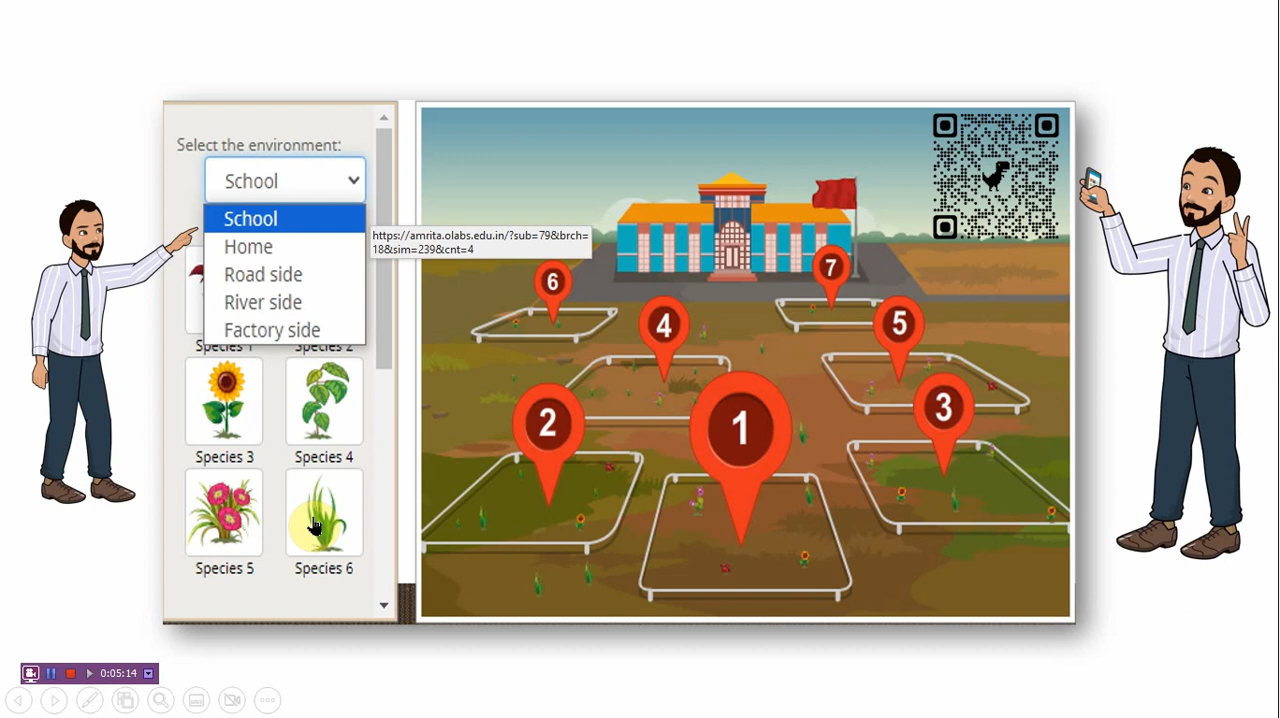 Select the environment:
School
School
Home
Road side
River side
Factory side
https://amrita.olabs.edu.in/?sub=79&brch=
18&sim=239&cnt=4
Species 1 Species 2
Species 3 Species 4
Species 5 Species 6
6
7
4
5
2
1
3
0:05:14